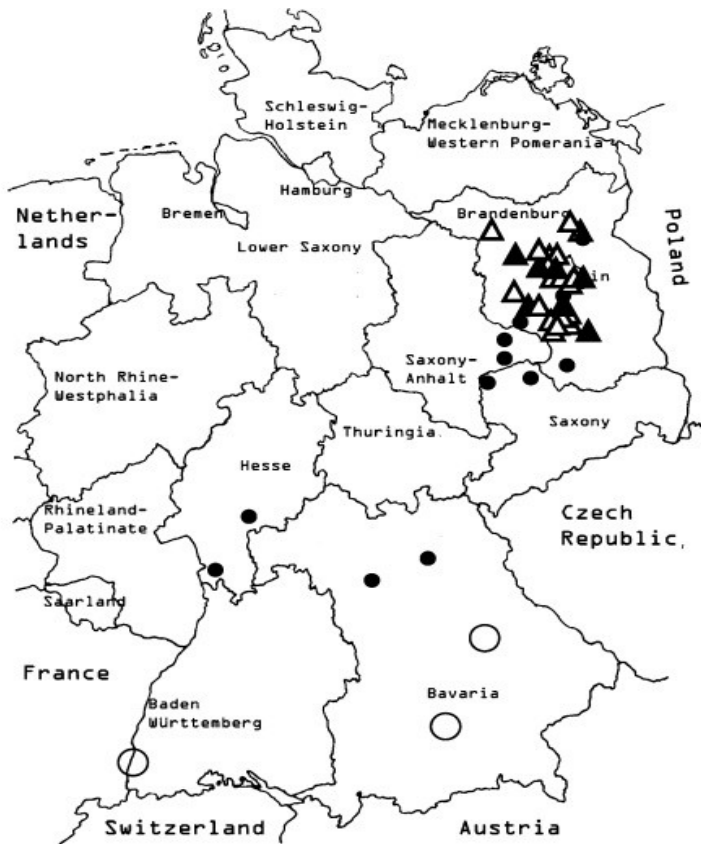 Schleswig-
Holstein
Mecklenburg-
Western Pomerania
Hamburg
Bremen
Brandenburg
Nether-
lands
Lower Saxony
Poland
in
North Rhine-
Westphalia
Saxony-
Anhalt
Thuringia
Saxony
Hesse
Rhineland-
Palatinate
Czech
Republic,
Saarland
France
Baden
Württemberg
Bavaria
Switzerland
Austria